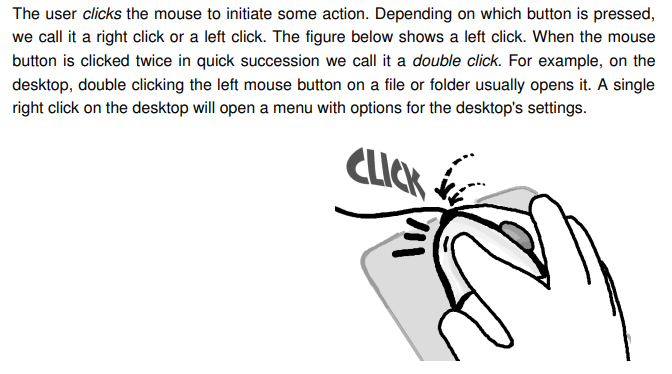 The user clicks the mouse to initiate some action. Depending on which button is pressed,
we call it a right click or a left click. The figure below shows a left click. When the mouse
button is clicked twice in quick succession we call it a double click. For example, on the
desktop, double clicking the left mouse button on a file or folder usually opens it. A single
right click on the desktop will open a menu with options for the desktop's settings.
CLICK